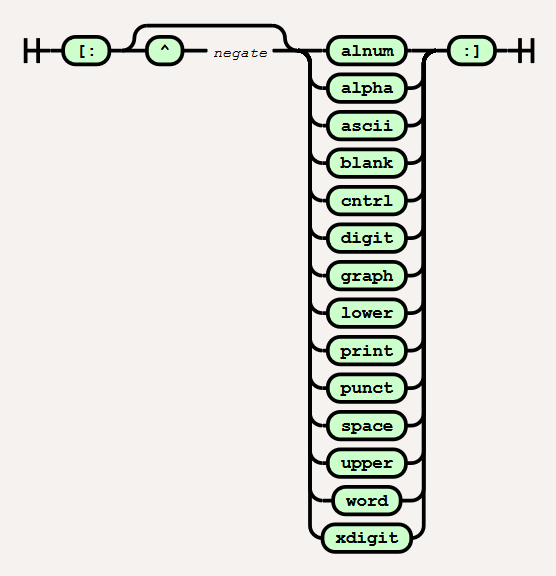 [: ^ negate alnum :]
alpha
ascii
blank
cntrl
digit
graph
lower
print
punct
space
upper
word
xdigit